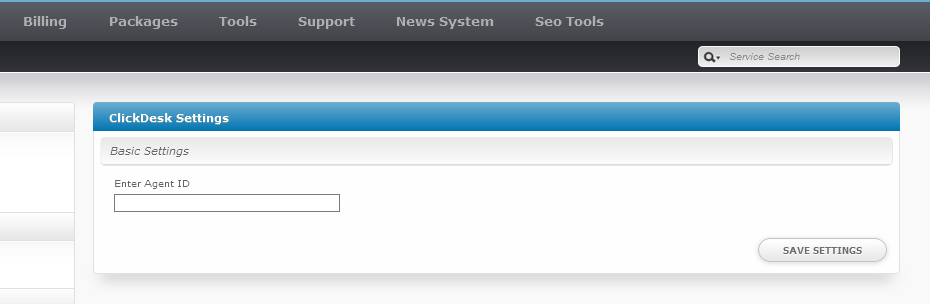 Billing Packages Tools Support News System Seo Tools
Service Search
ClickDesk Settings
Basic Settings
Enter Agent ID
SAVE SETTINGS